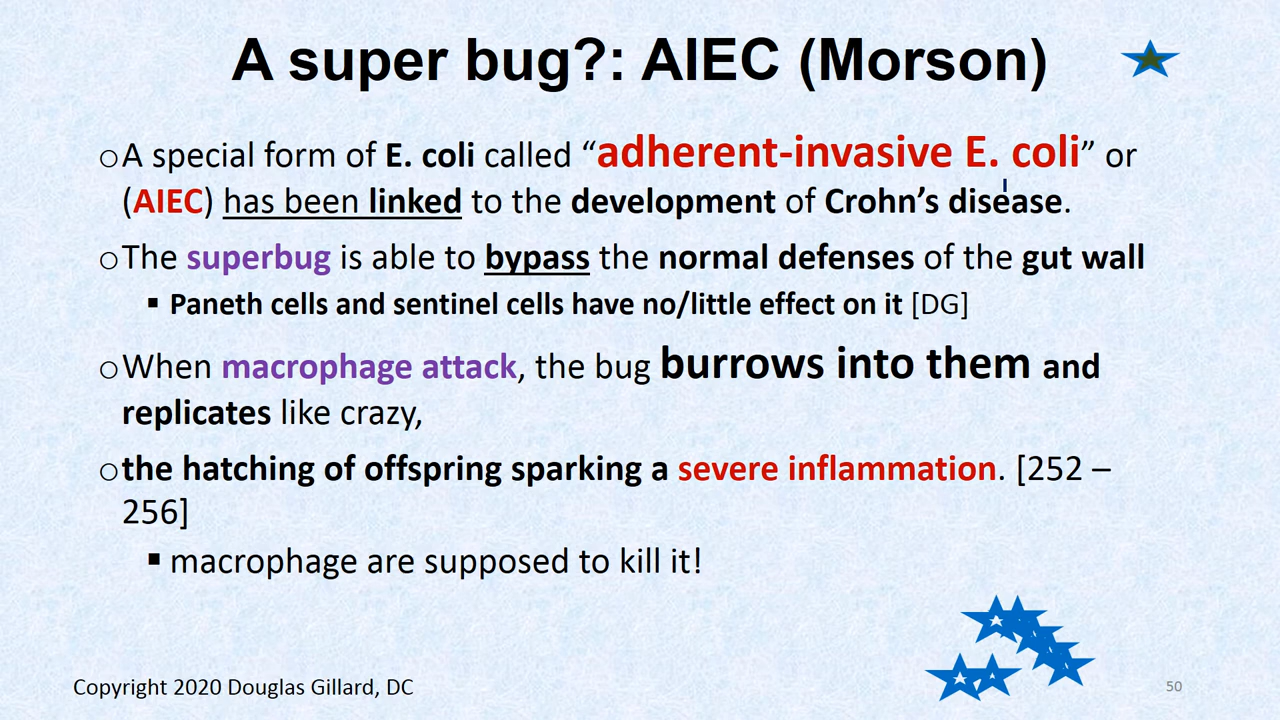 A super bug?: AIEC (Morson)
○A special form of E. coli called “adherent-invasive E. coli” or
(AIEC) has been linked to the development of Crohn’s disease.
○The superbug is able to bypass the normal defenses of the gut wall
▪ Paneth cells and sentinel cells have no/little effect on it [DG]
○When macrophage attack, the bug burrows into them and
replicates like crazy,
○the hatching of offspring sparking a severe inflammation. [252 –
256]
▪ macrophage are supposed to kill it!
Copyright 2020 Douglas Gillard, DC
50